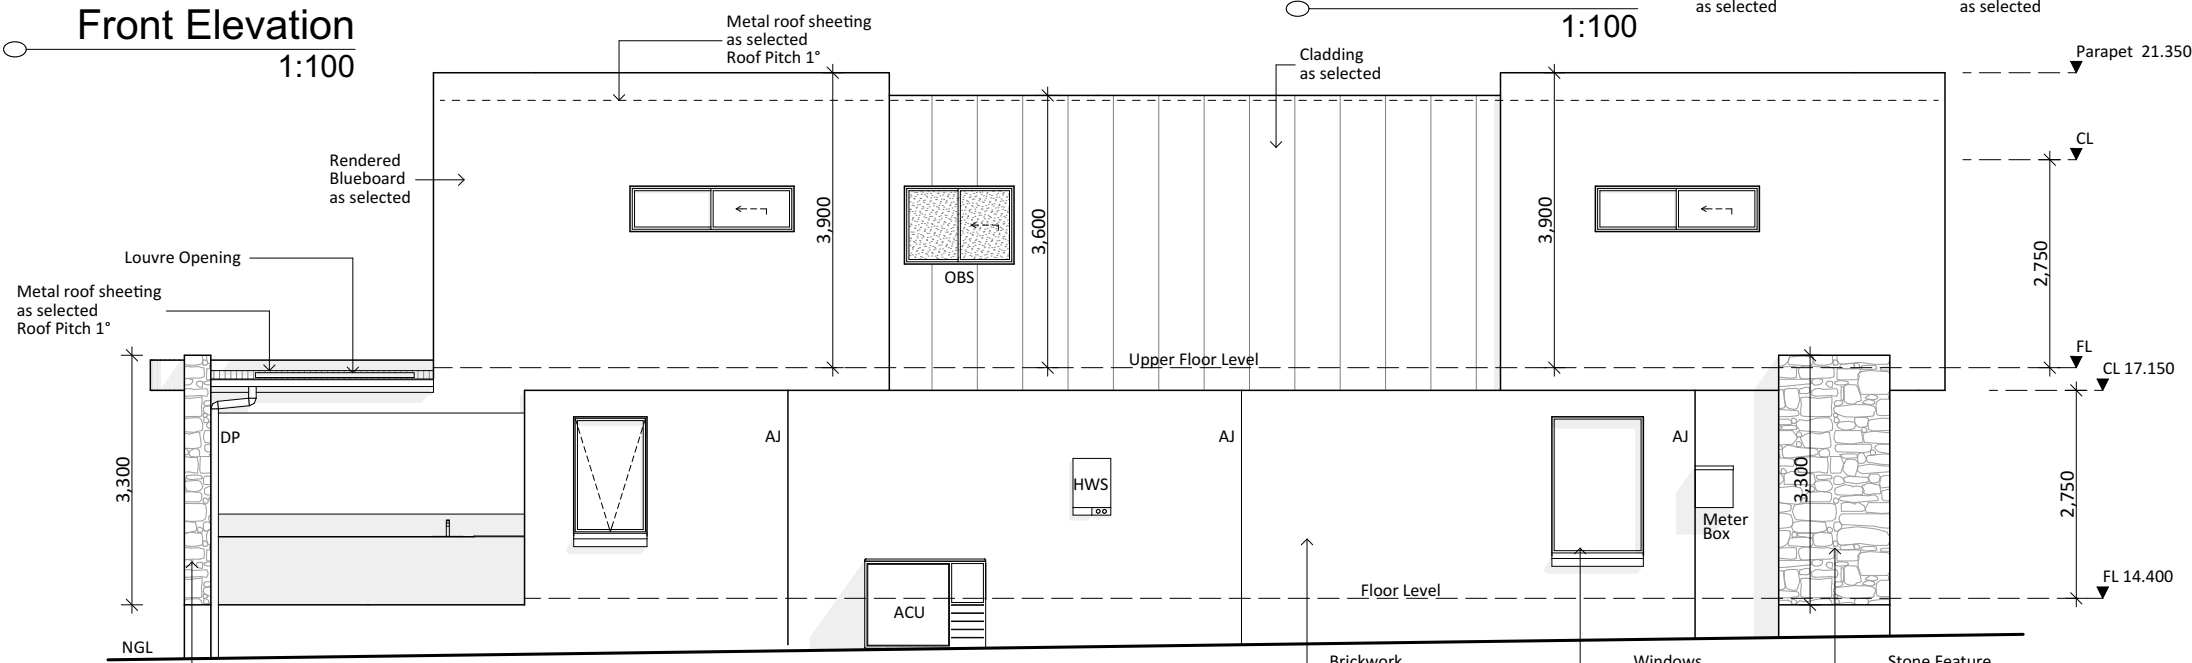 Front Elevation
1:100
1:100
as selected
as selected
Metal roof sheeting
as selected
Roof Pitch 1°
Cladding
as selected
Parapet 21.350
CL
Rendered
Blueboard
as selected
3,900
3,600
3,900
2,750
OBS
Louvre Opening
Metal roof sheeting
as selected
Roof Pitch 1°
Upper Floor Level
FL
CL 17.150
DP
AJ
AJ
AJ
3,300
HWS
3,300
2,750
Meter
Box
Floor Level
FL 14.400
ACU
NGL
Brickwork
Windows
Stone Feature